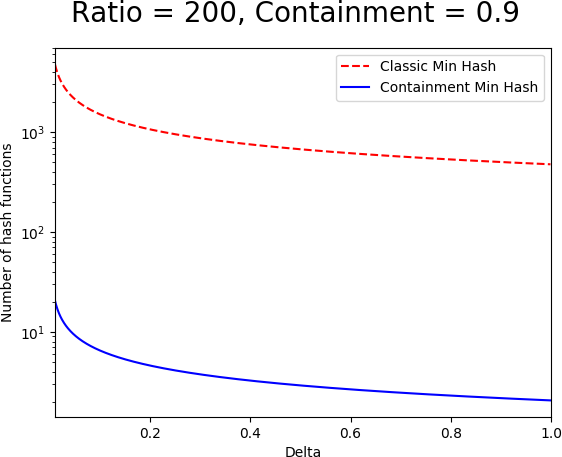 Ratio = 200, Containment = 0.9
Classic Min Hash
Containment Min Hash
Number of hash functions
10³
10²
10¹
0.2 0.4 0.6 0.8 1.0
Delta